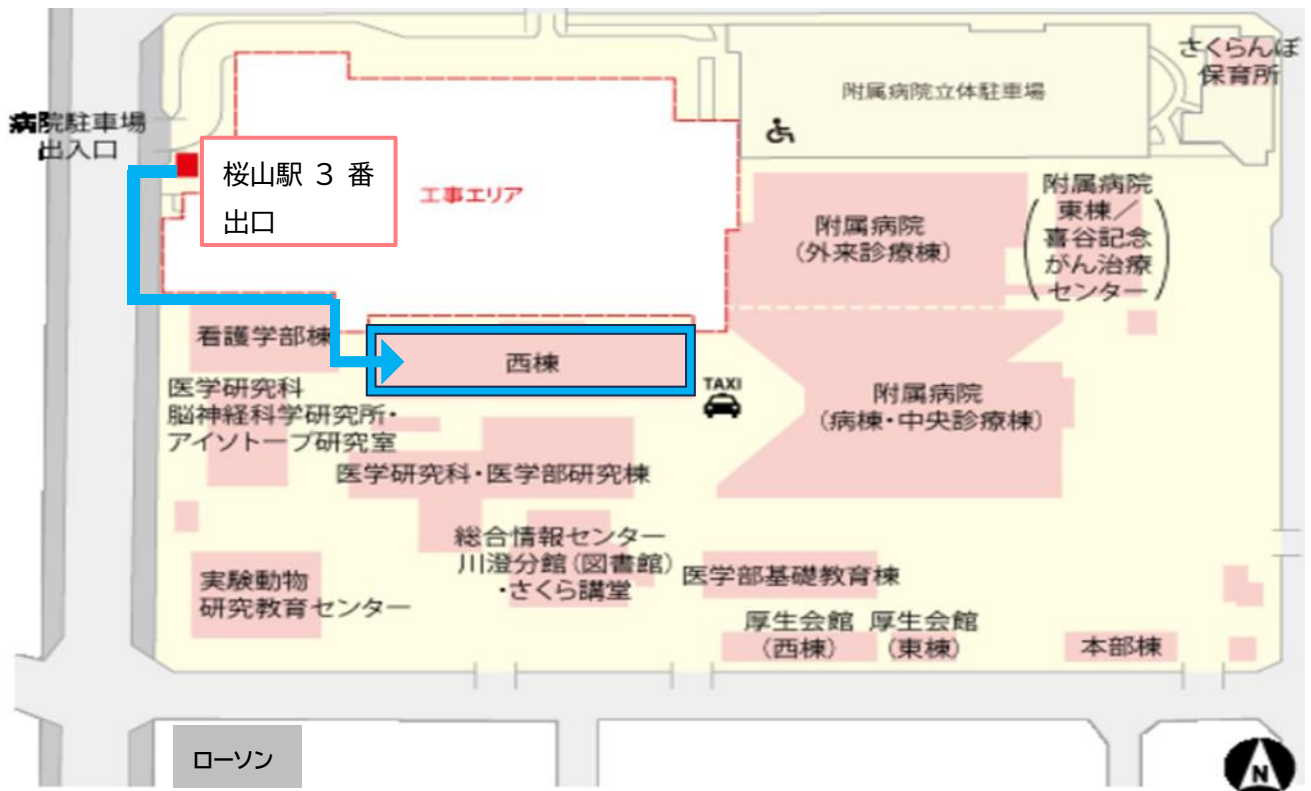 さくらんぼ
保育所
附属病院立体駐車場
病院駐車場
出入口
桜山駅 3 番
出口
工事エリア
附属病院
（外来診療棟）
附属病院
東棟／
喜谷記念
がん治療
センター
看護学部棟
西棟
TAXI
医学研究科
脳神経科学研究所・
アイソトープ研究室
附属病院
（病棟・中央診療棟）
医学研究科・医学部研究棟
総合情報センター
川澄分館（図書館）
・さくら講堂
医学部基礎教育棟
実験動物
研究教育センター
厚生会館
（西棟）
厚生会館
（東棟）
本部棟
ローソン
N